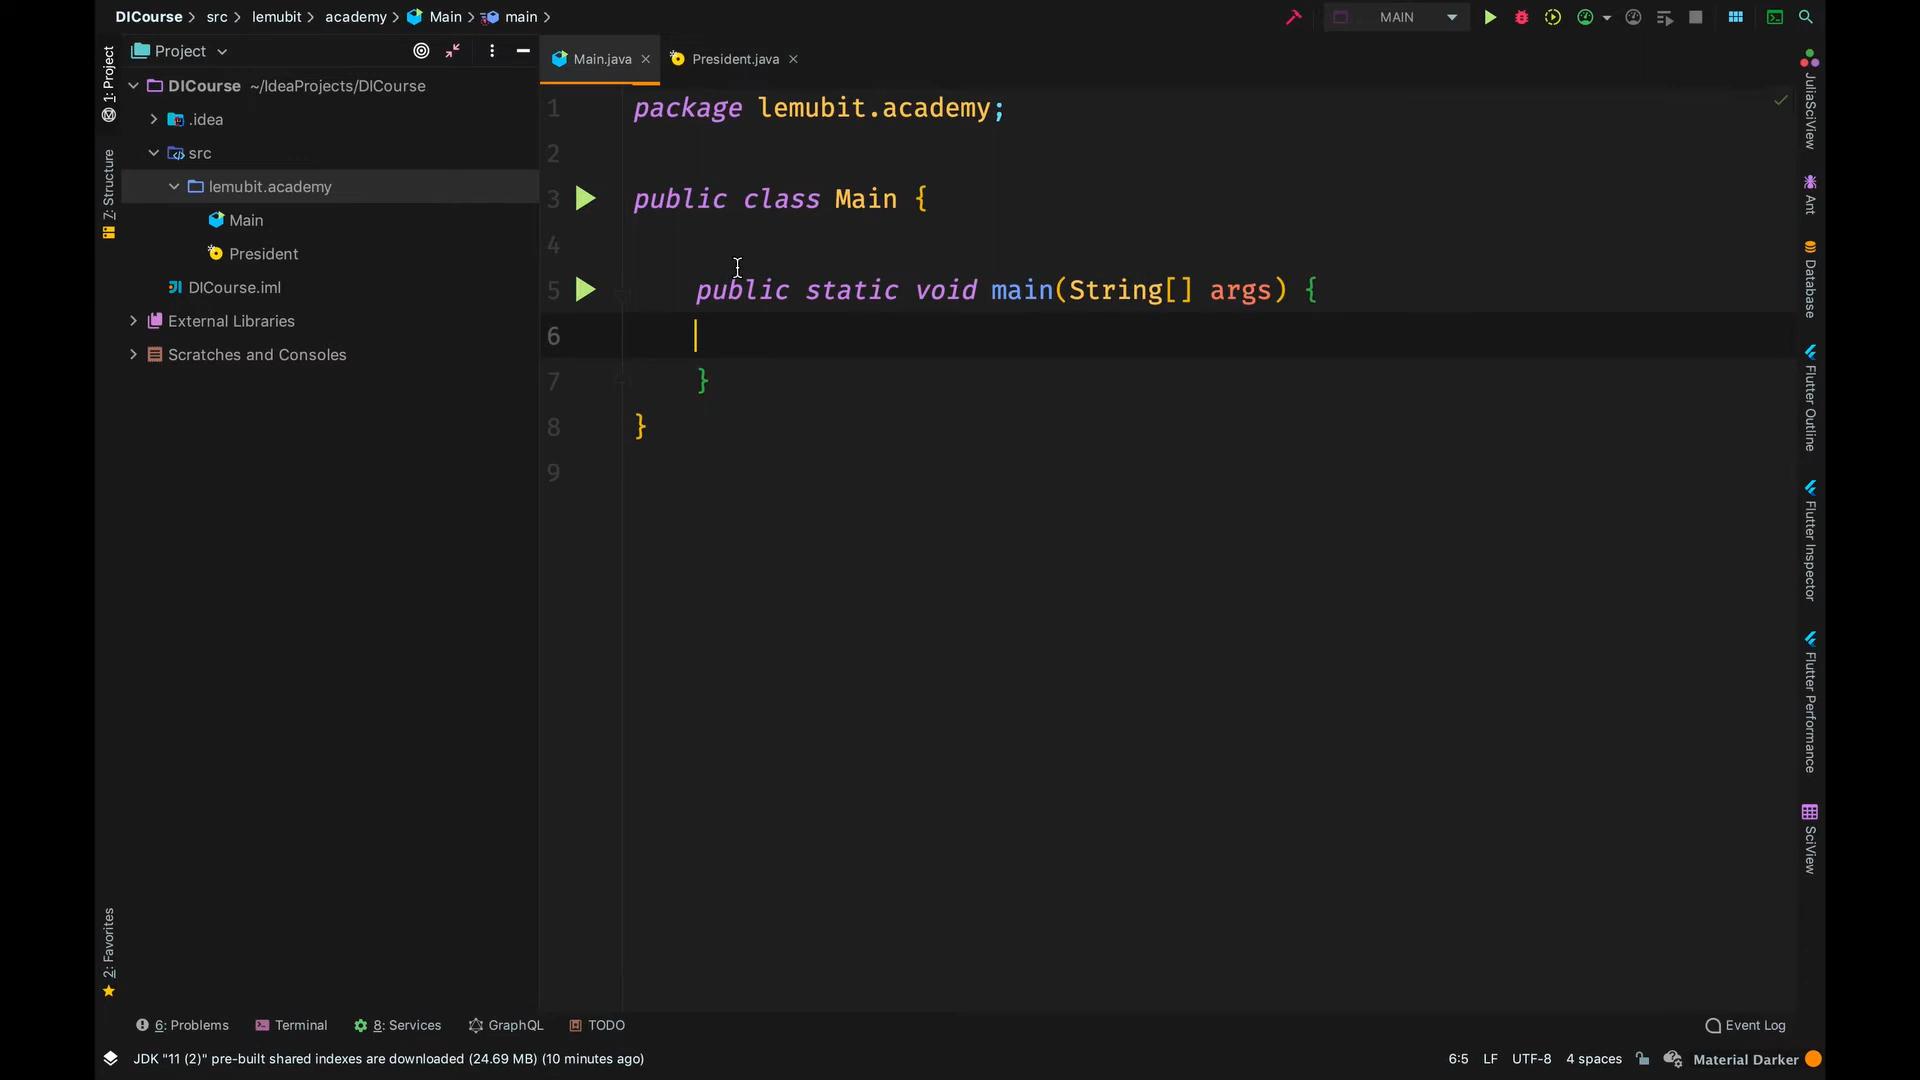 DICourse src lemubit academy Main main
MAIN
1: Project
Project
Main.java
President.java
DICourse ~/IdeaProjects/DICourse
.idea
src
lemubit.academy
Main
President
DICourse.iml
External Libraries
Scratches and Consoles
Z: Structure
2: Favorites
1 package lemubit.academy;
2
3 public class Main {
4
5 public static void main(String[] args) {
6
7 }
8 }
9
JuliaSciView
Ant
Database
Flutter Outline
Flutter Inspector
Flutter Performance
SciView
6: Problems Terminal 8: Services GraphQL TODO Event Log
JDK "11 (2)" pre-built shared indexes are downloaded (24.69 MB) (10 minutes ago) 6:5 LF UTF-8 4 spaces Material Darker